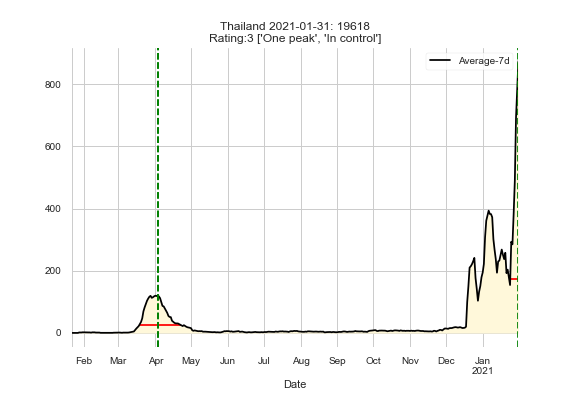 Thailand 2021-01-31: 19618
Rating:3 ['One peak', 'In control']
Average-7d
800
600
400
200
0
Feb Mar Apr May Jun Jul Aug Sep Oct Nov Dec Jan
2021
Date